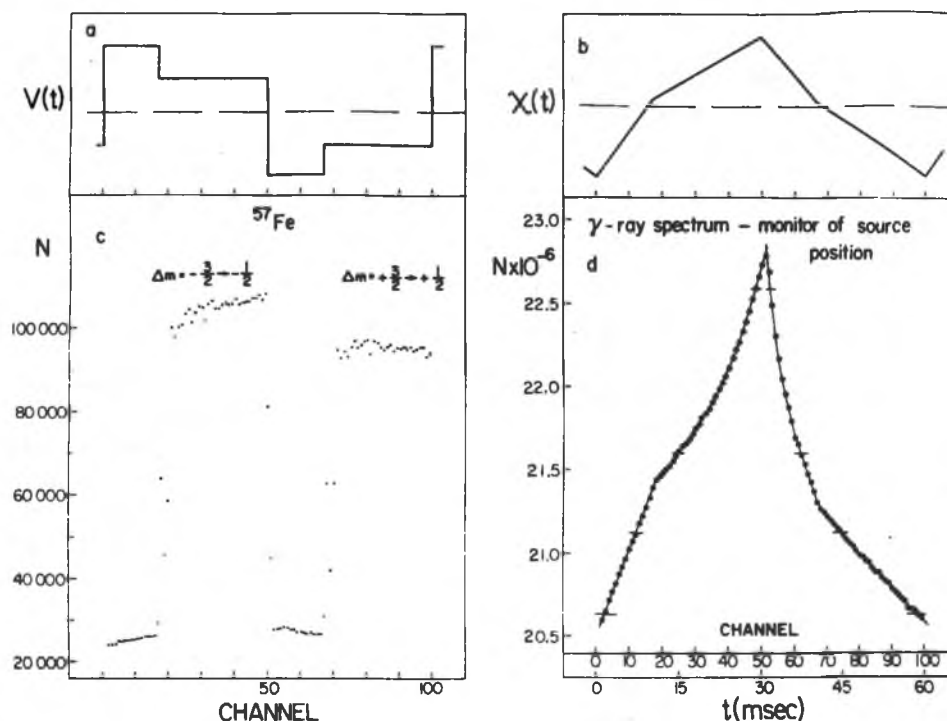 a
V(t)
b
χ(t)
⁵⁷Fe
N
c
Δm = - 3/2 → - 1/2
Δm = + 3/2 → + 1/2
100 000
80 000
60 000
40 000
20 000
50
100
CHANNEL
γ-ray spectrum - monitor of source
position
N×10⁻⁶
d
23.0
22.5
22.0
21.5
21.0
20.5
CHANNEL
0 10 20 30 40 50 60 70 80 90 100
0 15 30 45 60
t(msec)